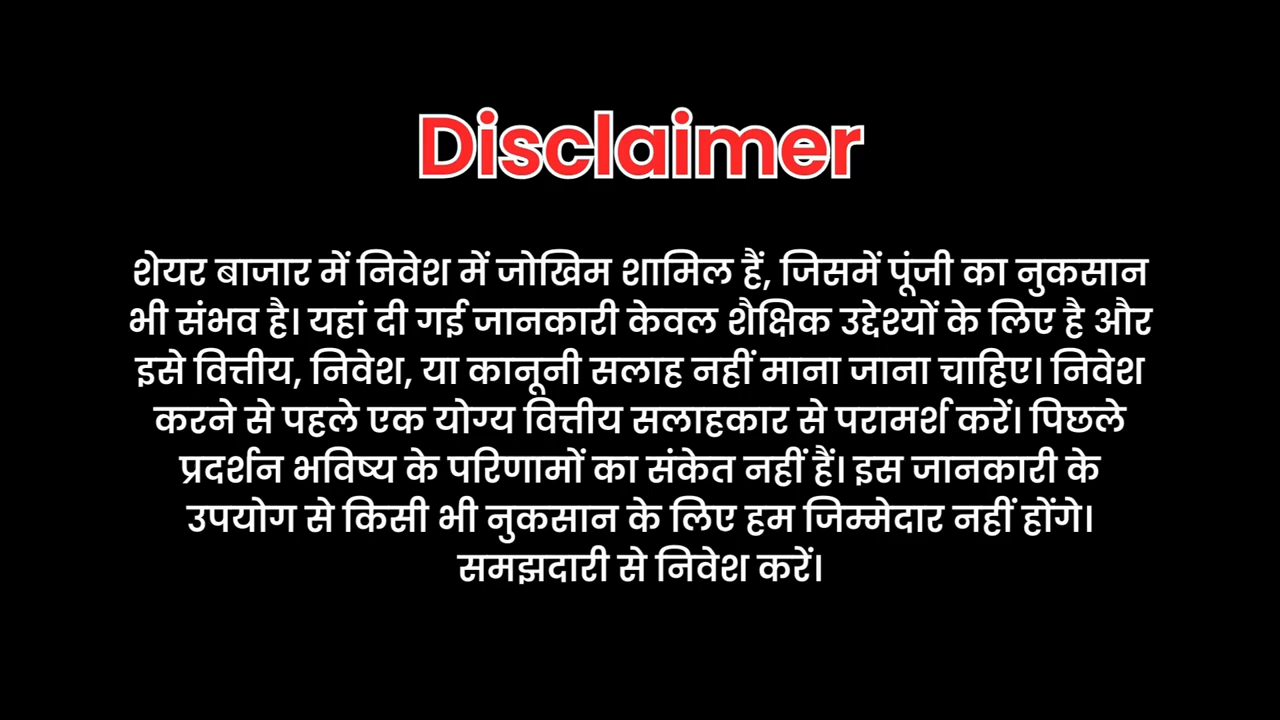 Disclaimer
शेयर बाजार में निवेश में जोखिम शामिल हैं, जिसमें पूंजी का नुकसान
भी संभव है। यहां दी गई जानकारी केवल शैक्षिक उद्देश्यों के लिए है और
इसे वित्तीय, निवेश, या कानूनी सलाह नहीं माना जाना चाहिए। निवेश
करने से पहले एक योग्य वित्तीय सलाहकार से परामर्श करें। पिछले
प्रदर्शन भविष्य के परिणामों का संकेत नहीं हैं। इस जानकारी के
उपयोग से किसी भी नुकसान के लिए हम जिम्मेदार नहीं होंगे।
समझदारी से निवेश करें।